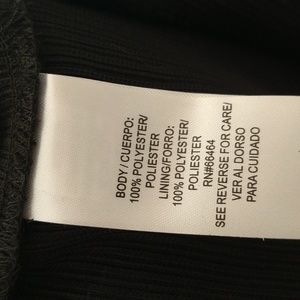 BODY / CUERPO:
100% POLYESTER/
POLIESTER
LINING/FORRO:
100% POLYESTER/
POLIESTER
RN#66464
SEE REVERSE FOR CARE/
VER AL DORSO
PARA CUIDADO